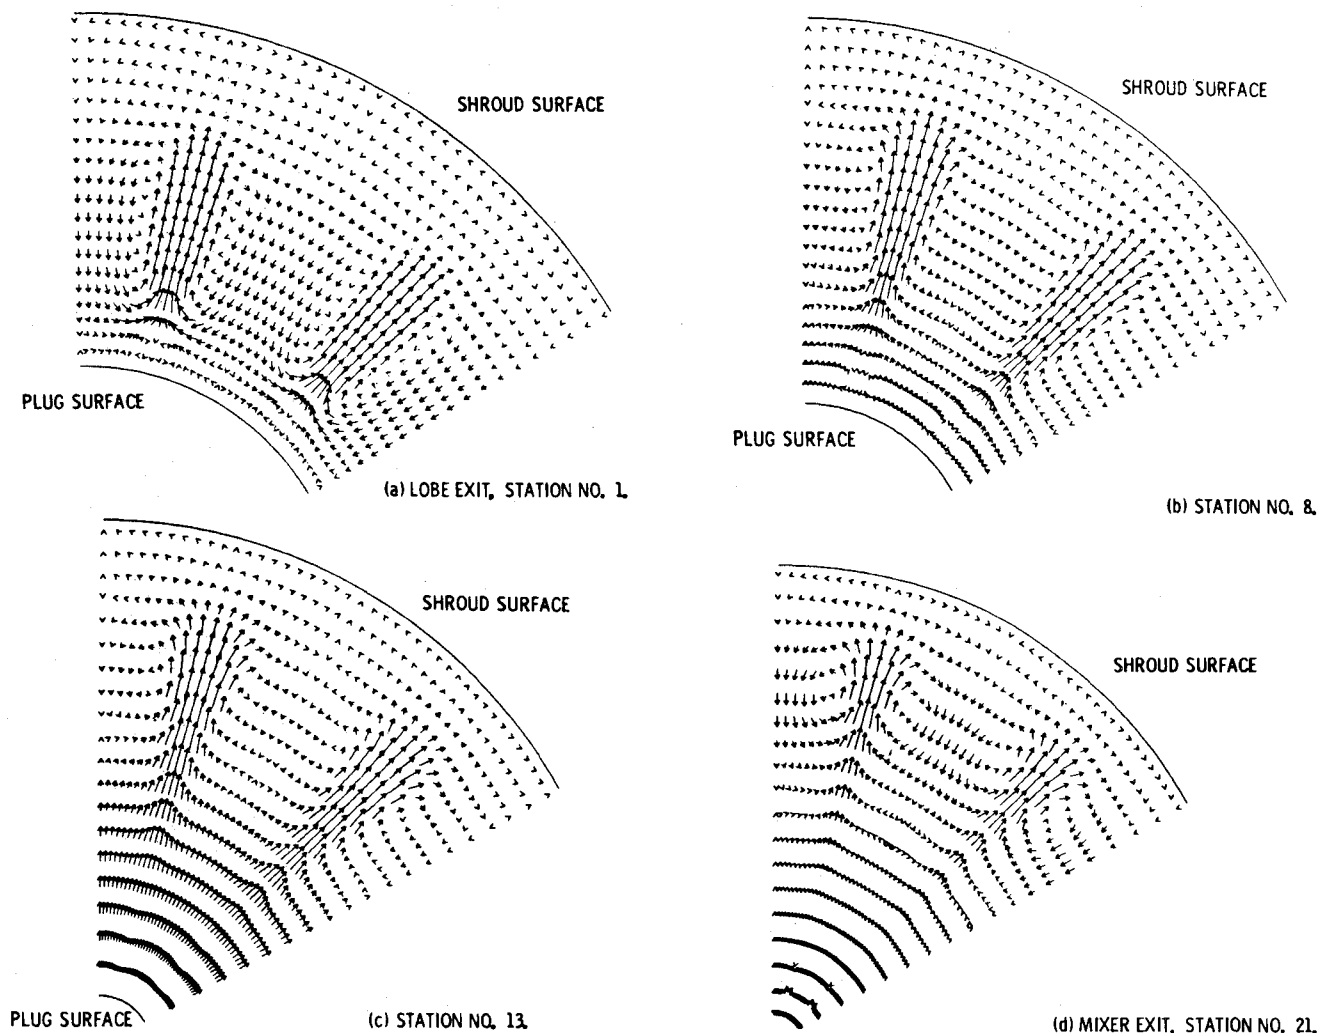 SHROUD SURFACE
PLUG SURFACE
(a) LOBE EXIT, STATION NO. 1.
SHROUD SURFACE
PLUG SURFACE
(b) STATION NO. 8.
SHROUD SURFACE
PLUG SURFACE
(c) STATION NO. 13.
SHROUD SURFACE
(d) MIXER EXIT, STATION NO. 21.